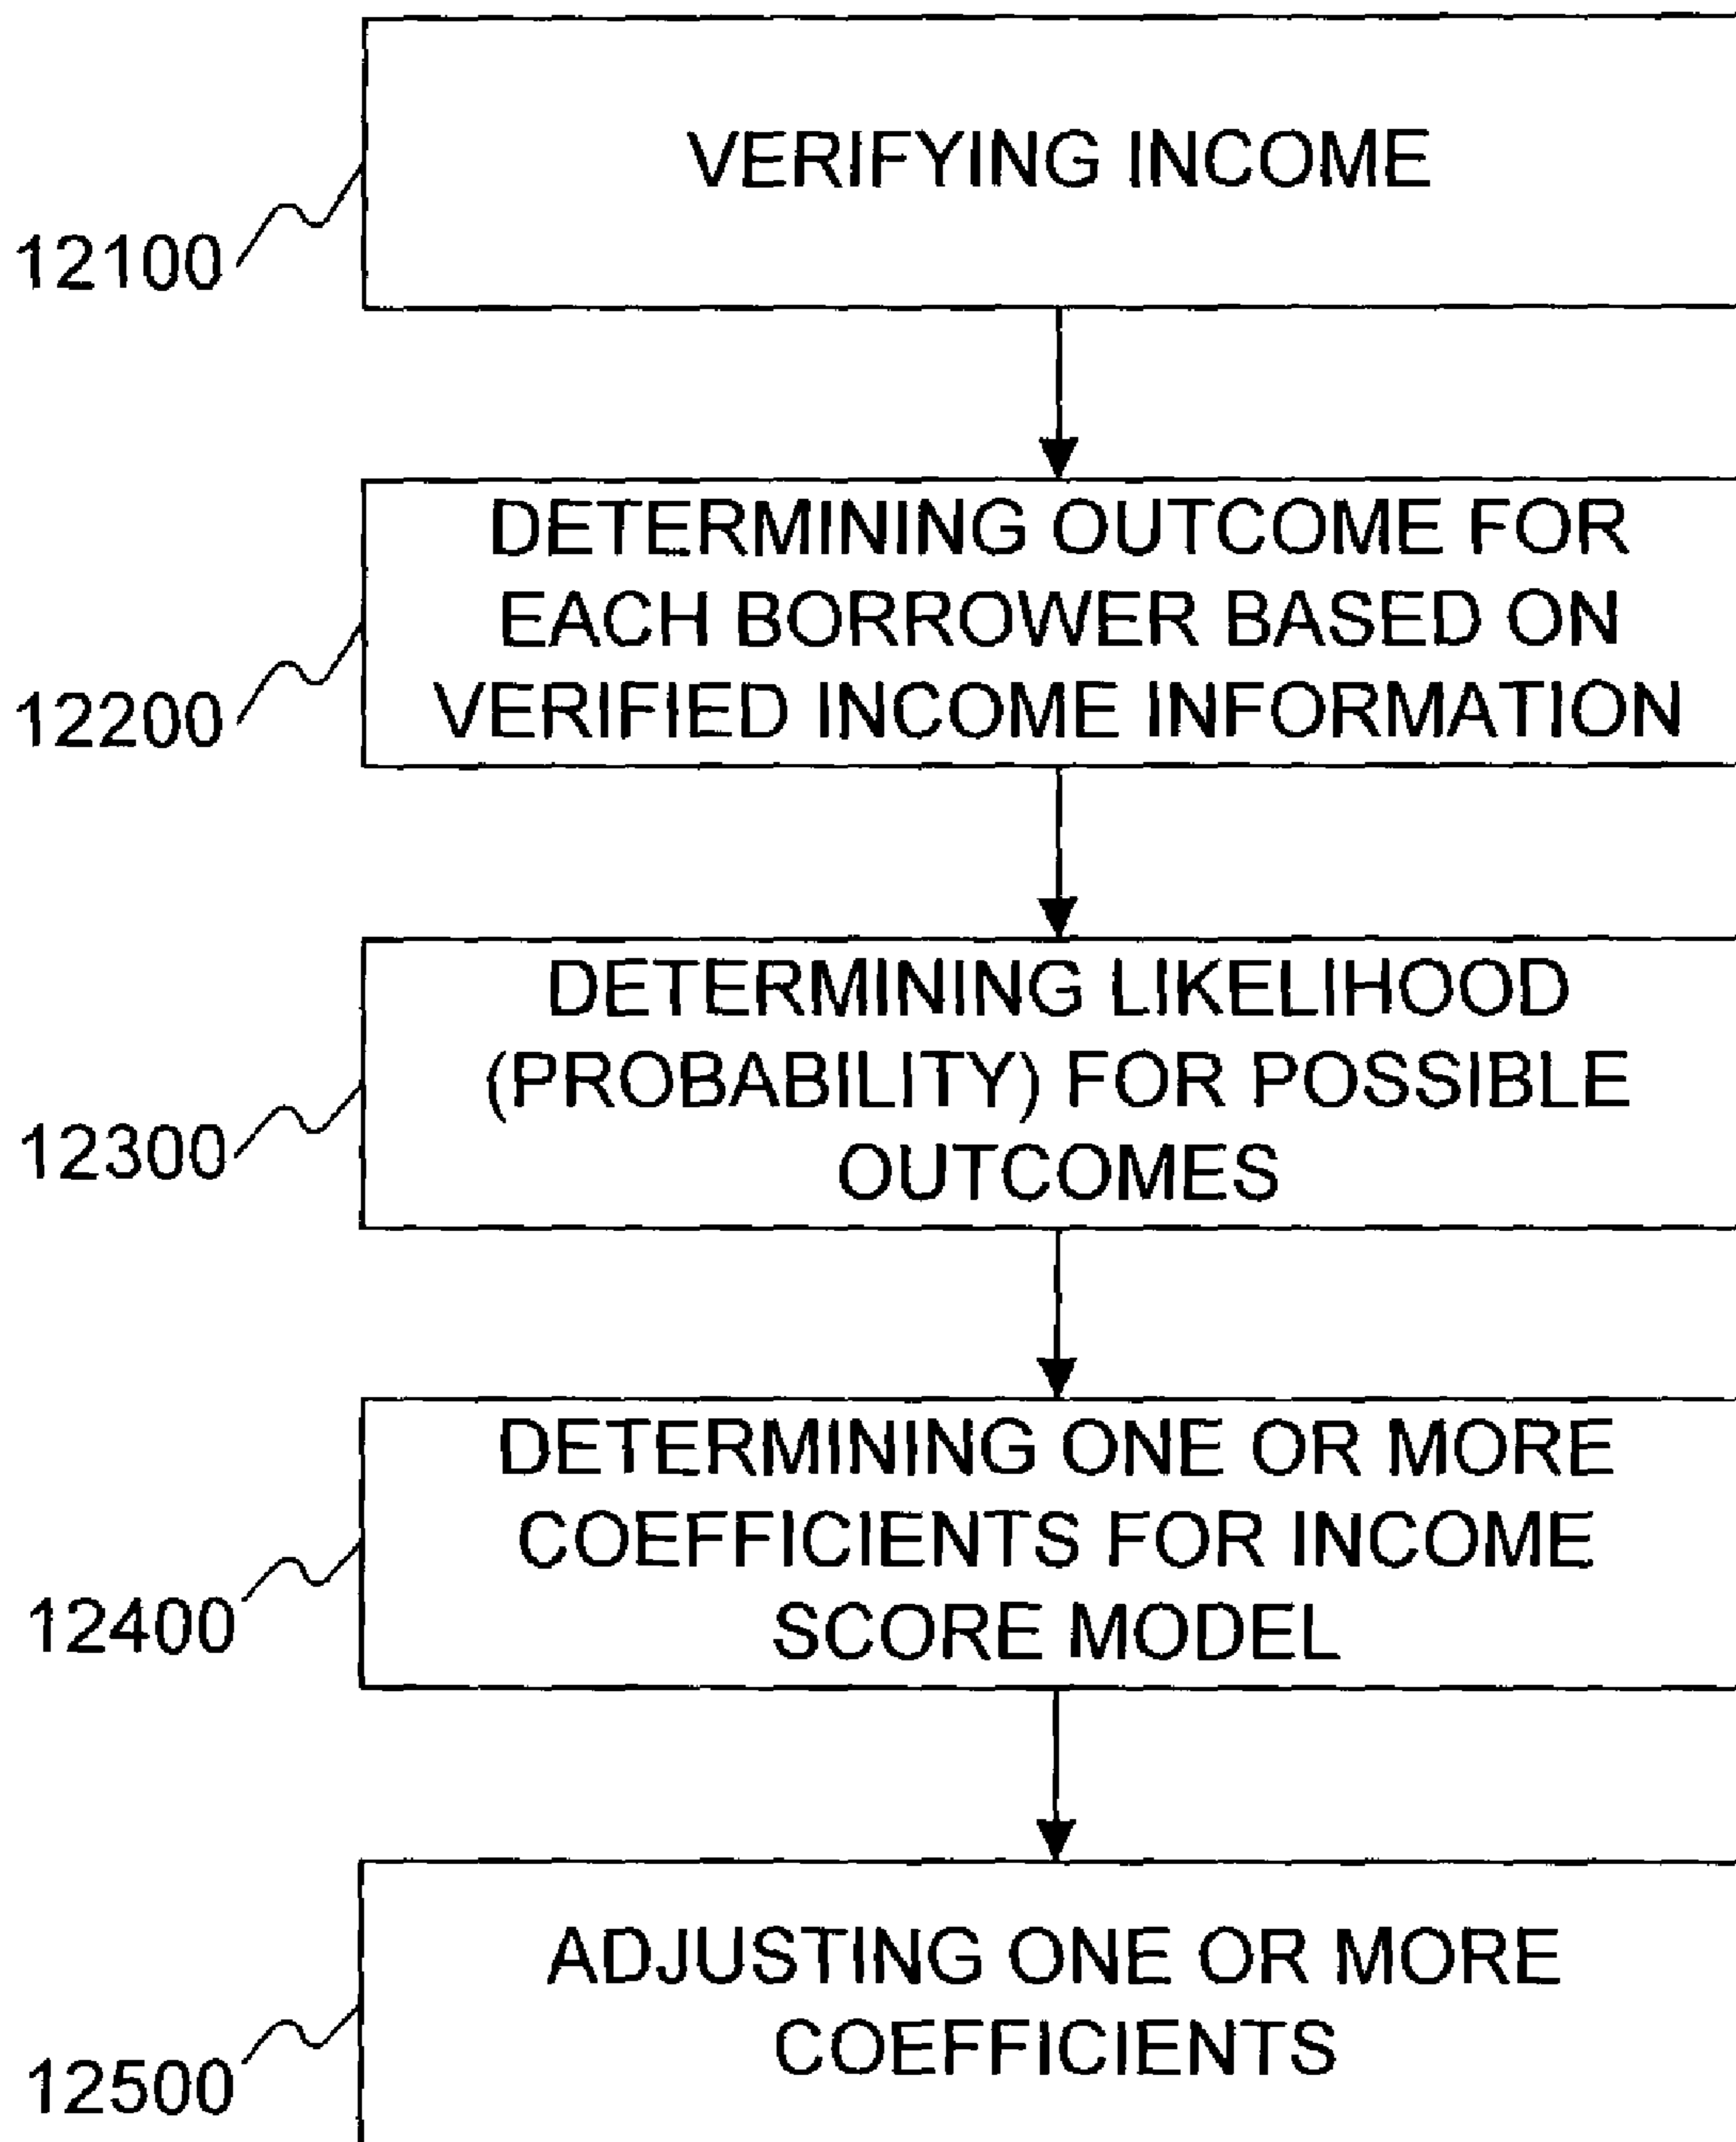 VERIFYING INCOME
12100
DETERMINING OUTCOME FOR
EACH BORROWER BASED ON
VERIFIED INCOME INFORMATION
12200
DETERMINING LIKELIHOOD
(PROBABILITY) FOR POSSIBLE
OUTCOMES
12300
DETERMINING ONE OR MORE
COEFFICIENTS FOR INCOME
SCORE MODEL
12400
ADJUSTING ONE OR MORE
COEFFICIENTS
12500